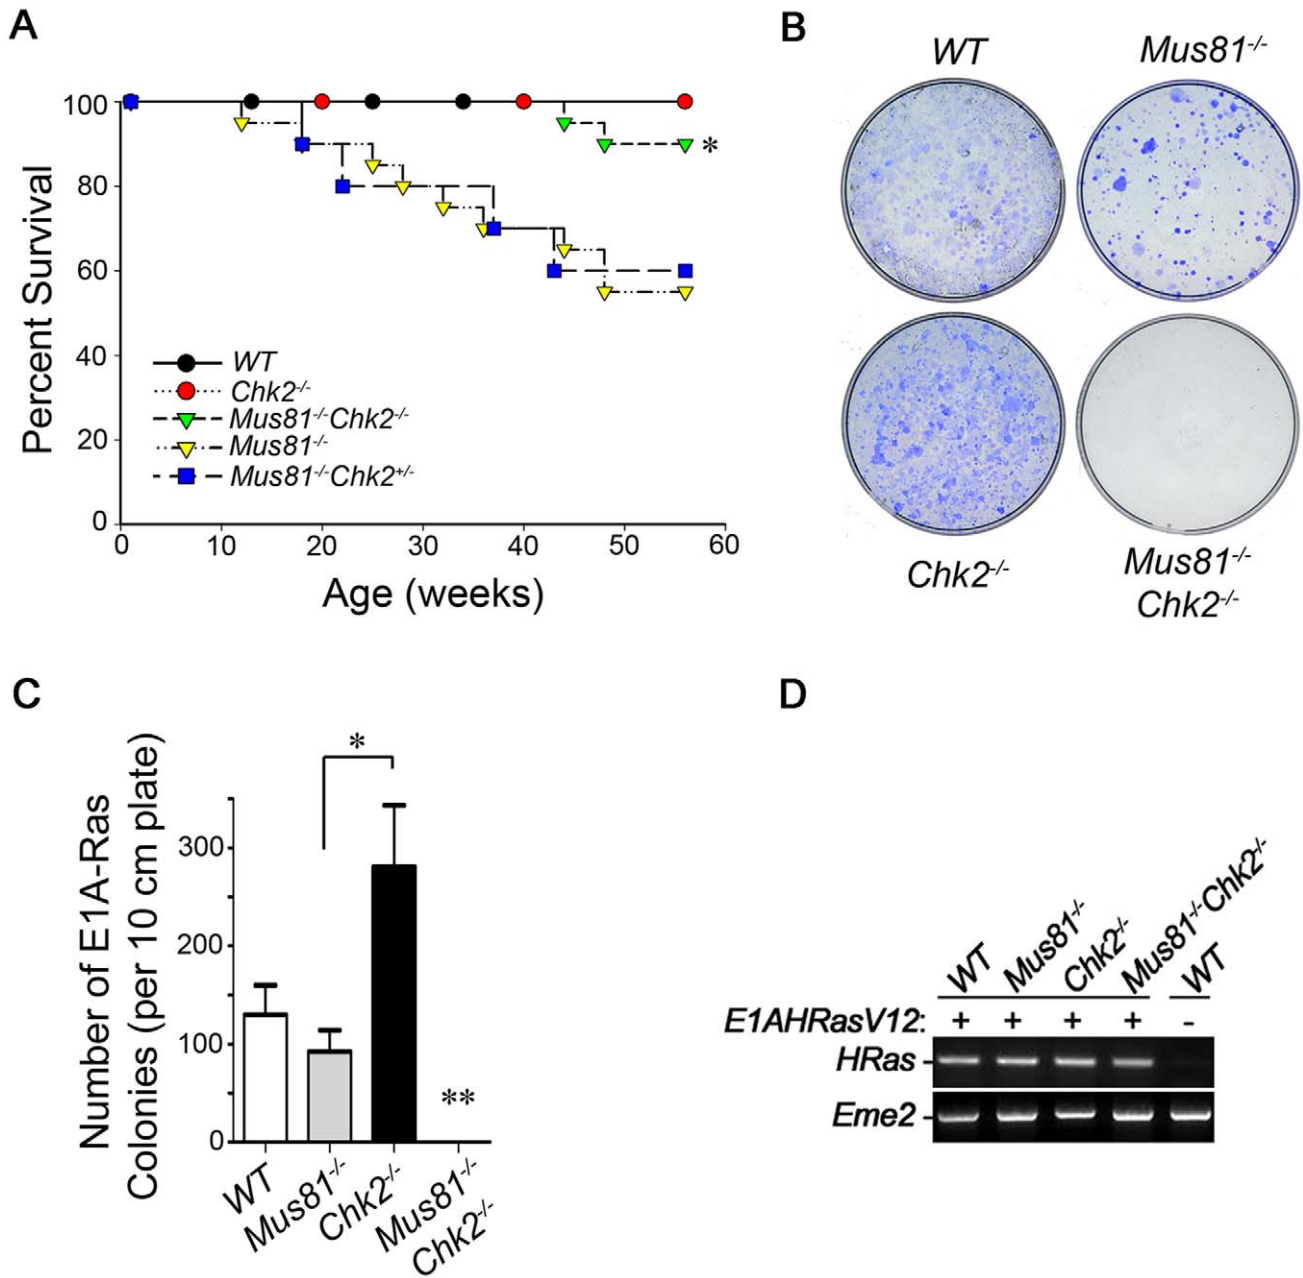 A
100
80
60
40
20
0
0 10 20 30 40 50 60
Percent Survival
Age (weeks)
*
WT
Chk2-/-
Mus81-/-Chk2-/-
Mus81-/-
Mus81-/-Chk2+/-
B
WT Mus81-/-
Chk2-/- Mus81-/-
Chk2-/-
C
Number of E1A-Ras
Colonies (per 10 cm plate)
300
200
100
0
*
**
WT
Mus81-/-
Chk2-/-
Mus81-/-
Chk2-/-
D
WT Mus81-/- Chk2-/- Mus81-/-Chk2-/- WT
E1AHRasV12: + + + + -
HRas
Eme2